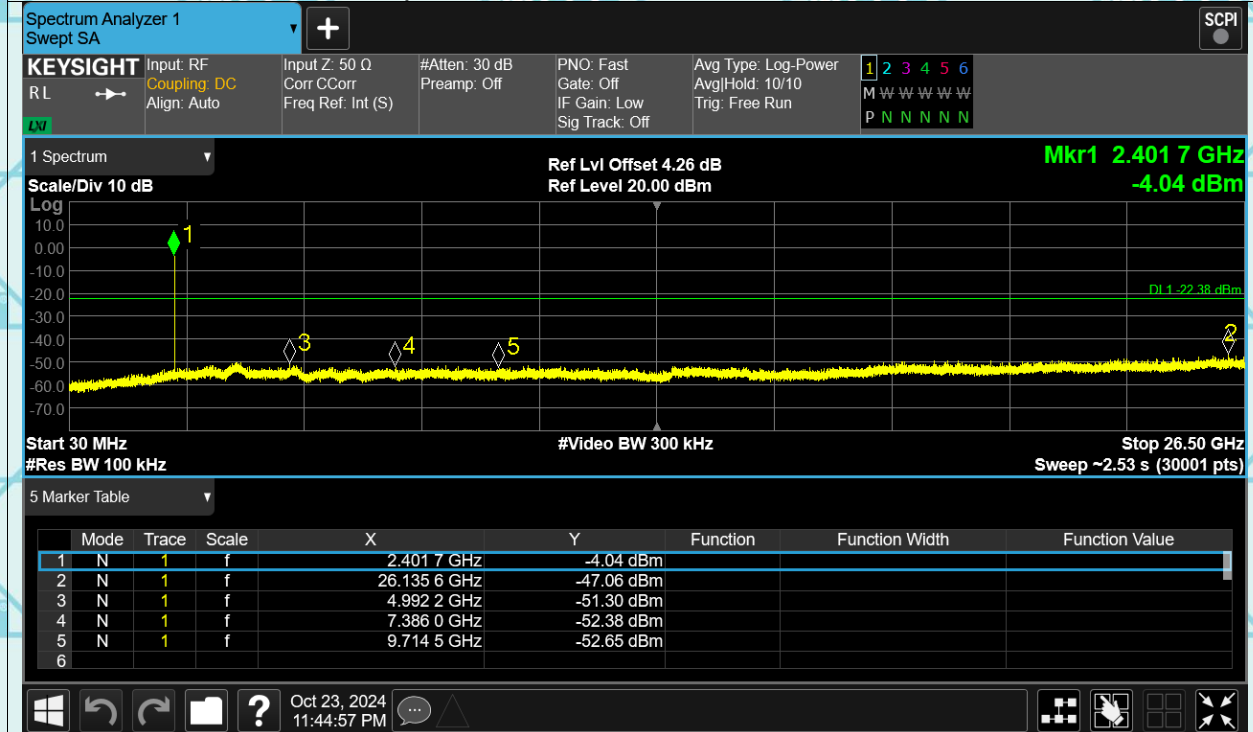 Spectrum Analyzer 1
Swept SA
+
SCPI
KEYSIGHT
R L
LXI
Input: RF
Coupling: DC
Align: Auto
Input Z: 50 Ω
Corr CCorr
Freq Ref: Int (S)
#Atten: 30 dB
Preamp: Off
PNO: Fast
Gate: Off
IF Gain: Low
Sig Track: Off
Avg Type: Log-Power
Avg|Hold: 10/10
Trig: Free Run
1 2 3 4 5 6
M W W W W W
P N N N N N
1 Spectrum
Scale/Div 10 dB
Ref Lvl Offset 4.26 dB
Ref Level 20.00 dBm
Mkr1 2.401 7 GHz
-4.04 dBm
Log
10.0
0.00
-10.0
-20.0
-30.0
-40.0
-50.0
-60.0
-70.0
1
3
4
5
2
DL1 -22.38 dBm
Start 30 MHz
#Video BW 300 kHz
Stop 26.50 GHz
#Res BW 100 kHz
Sweep ~2.53 s (30001 pts)
5 Marker Table
Mode Trace Scale X Y Function Function Width Function Value
1 N 1 f 2.401 7 GHz -4.04 dBm
2 N 1 f 26.135 6 GHz -47.06 dBm
3 N 1 f 4.992 2 GHz -51.30 dBm
4 N 1 f 7.386 0 GHz -52.38 dBm
5 N 1 f 9.714 5 GHz -52.65 dBm
6
?
Oct 23, 2024
11:44:57 PM